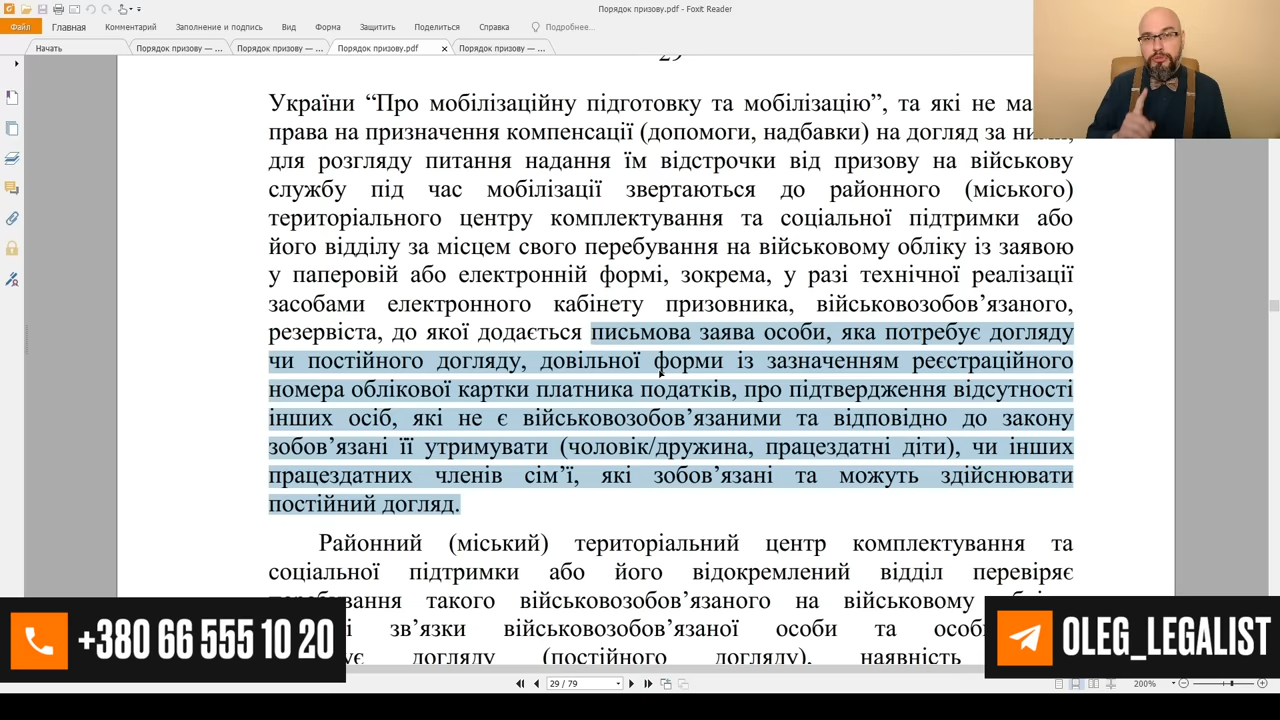 Порядок призову.pdf - Foxit Reader
Файл Главная Комментарий Заполнение и подпись Вид Форма Защитить Поделиться Справка Подробнее...
Начать Порядок призову — ... Порядок призову — ... Порядок призову.pdf Порядок призову — ...
України “Про мобілізаційну підготовку та мобілізацію”, та які не
права на призначення компенсації (допомоги, надбавки) на догляд за ними,
для розгляду питання надання їм відстрочки від призову на військову
службу під час мобілізації звертаються до районного (міського)
територіального центру комплектування та соціальної підтримки або
його відділу за місцем свого перебування на військовому обліку із заявою
у паперовій або електронній формі, зокрема, у разі технічної реалізації
засобами електронного кабінету призовника, військовозобов’язаного,
резервіста, до якої додається письмова заява особи, яка потребує догляду
чи постійного догляду, довільної форми із зазначенням реєстраційного
номера облікової картки платника податків, про підтвердження відсутності
інших осіб, які не є військовозобов’язаними та відповідно до закону
зобов’язані її утримувати (чоловік/дружина, працездатні діти), чи інших
працездатних членів сім’ї, які зобов’язані та можуть здійснювати
постійний догляд.
Районний (міський) територіальний центр комплектування та
соціальної підтримки або його відокремлений відділ перевіряє
такого військовозобов’язаного на військовому
зв’язки військовозобов’язаної особи та
догляду (постійного догляду), наявність
+380 66 555 10 20
OLEG_LEGALIST
29 / 79
200%